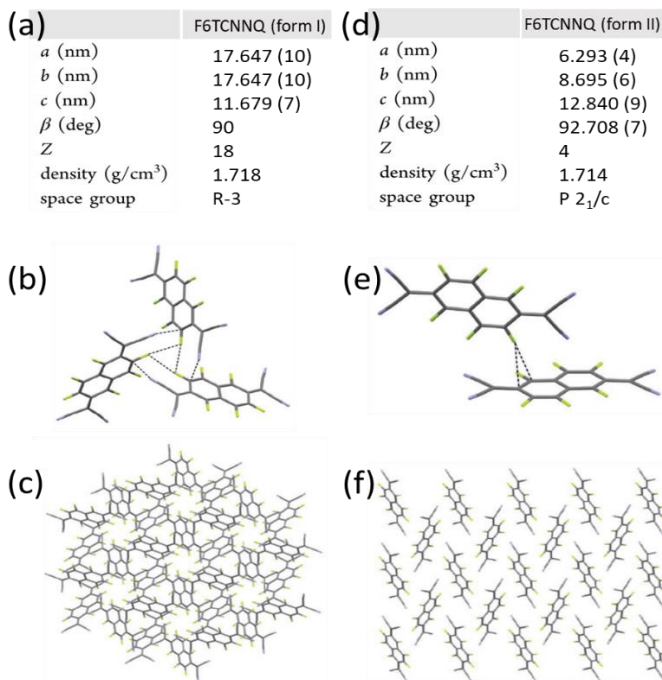 (a)
F6TCNNQ (form I)
a (nm) 17.647 (10)
b (nm) 17.647 (10)
c (nm) 11.679 (7)
β (deg) 90
Z 18
density (g/cm³) 1.718
space group R-3
(d)
F6TCNNQ (form II)
a (nm) 6.293 (4)
b (nm) 8.695 (6)
c (nm) 12.840 (9)
β (deg) 92.708 (7)
Z 4
density (g/cm³) 1.714
space group P 2₁/c
(b)
(e)
(c)
(f)